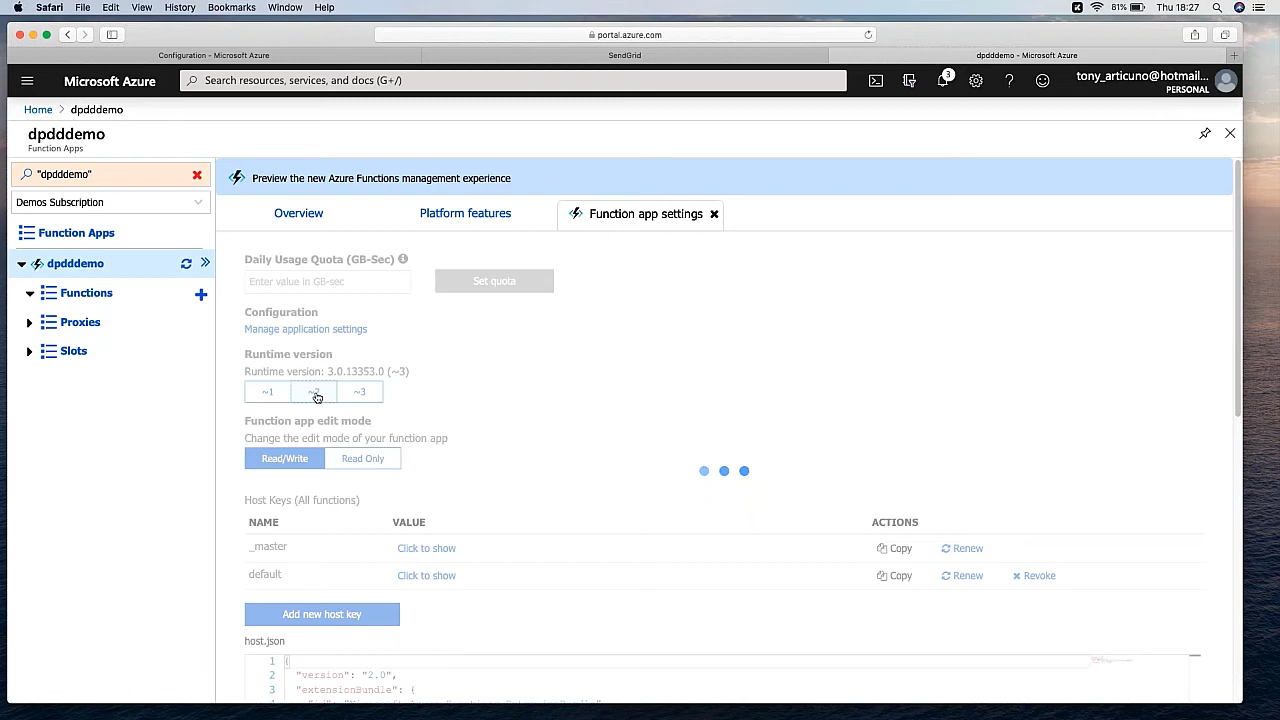 Safari File Edit View History Bookmarks Window Help 81% Thu 18:27
portal.azure.com
Configuration - Microsoft Azure SendGrid dpdddemo - Microsoft Azure
Microsoft Azure Search resources, services, and docs (G+/) 3 tony_articuno@hotmail...
PERSONAL
Home > dpdddemo
dpdddemo
Function Apps
"dpdddemo"
Preview the new Azure Functions management experience
Demos Subscription
Overview Platform features Function app settings
Function Apps
dpdddemo
Functions
Proxies
Slots
Daily Usage Quota (GB-Sec)
Enter value in GB-sec Set quota
Configuration
Manage application settings
Runtime version
Runtime version: 3.0.13353.0 (~3)
~1 ~2 ~3
Function app edit mode
Change the edit mode of your function app
Read/Write Read Only
Host Keys (All functions)
NAME VALUE ACTIONS
_master Click to show Copy Renew
default Click to show Copy Renew Revoke
Add new host key
host.json
1 {
2 "version": "2.0",
3 "extensionBundle": {